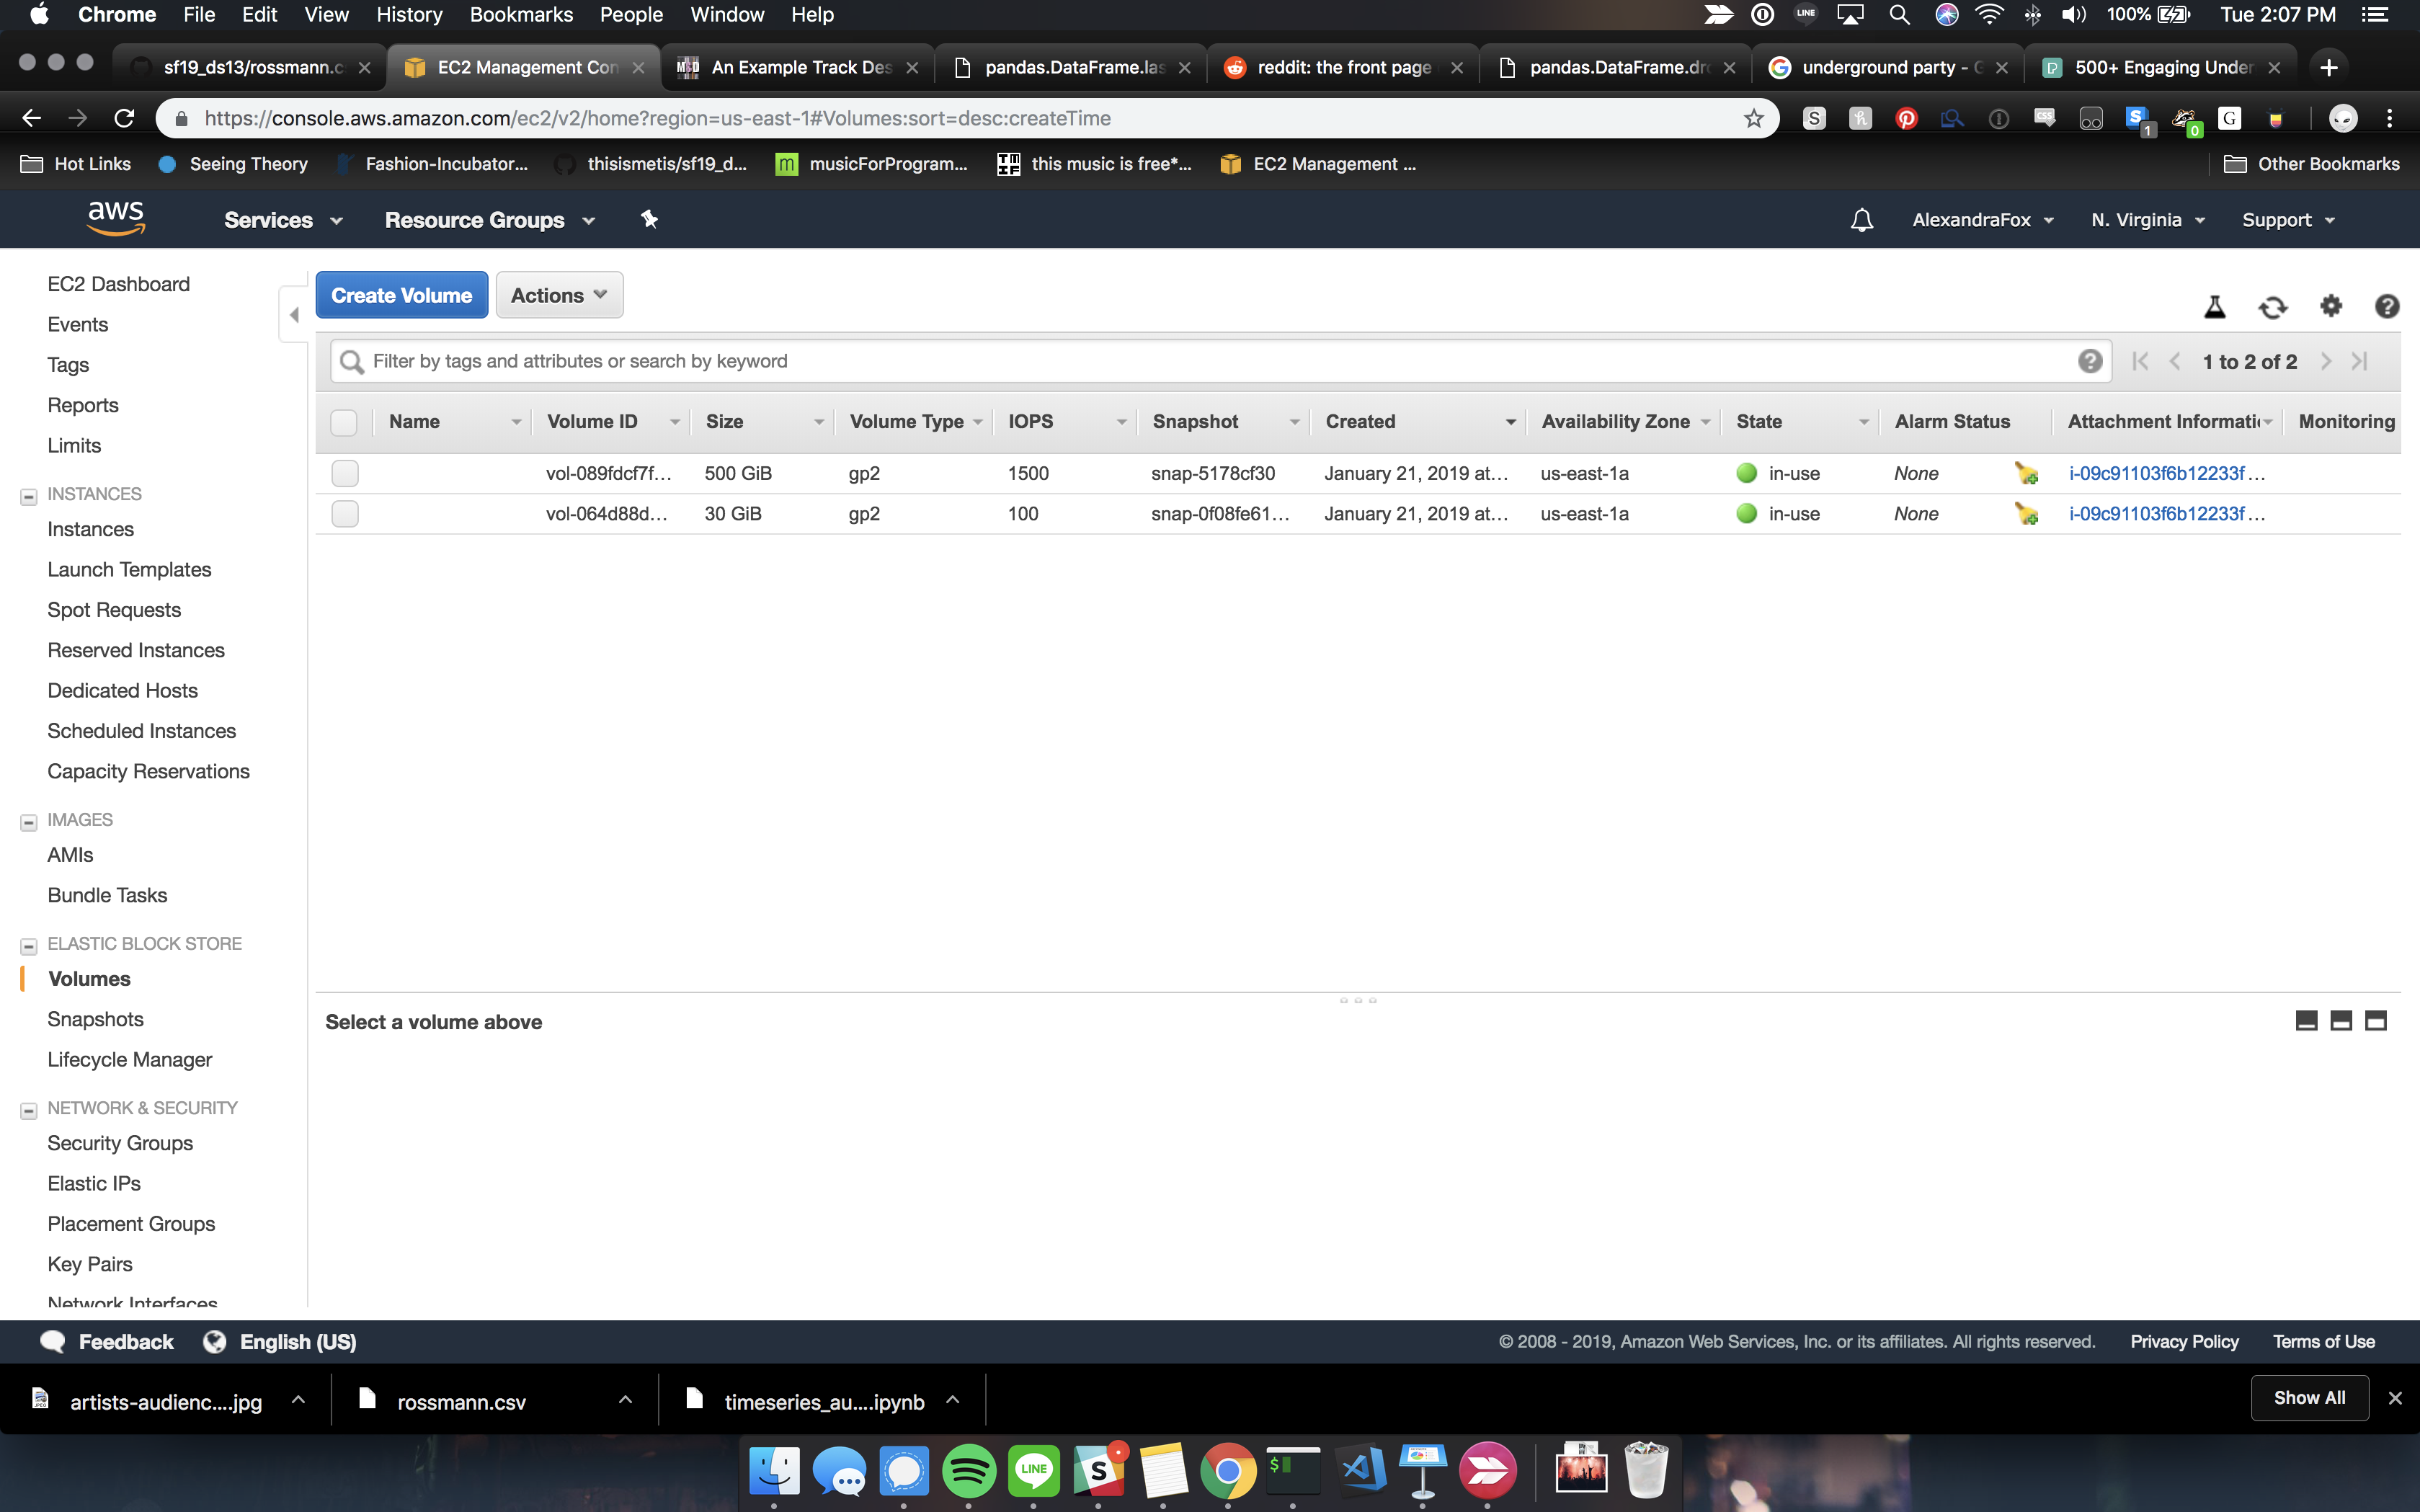 Chrome File Edit View History Bookmarks People Window Help LINE 100% Tue 2:07 PM
sf19_ds13/rossmann.c EC2 Management Con An Example Track Des pandas.DataFrame.las reddit: the front page pandas.DataFrame.dro underground party - G 500+ Engaging Under
https://console.aws.amazon.com/ec2/v2/home?region=us-east-1#Volumes:sort=desc:createTime
Hot Links Seeing Theory Fashion-Incubator... thisismetis/sf19_d... musicForProgram... this music is free*... EC2 Management ... Other Bookmarks
aws Services Resource Groups AlexandraFox N. Virginia Support
EC2 Dashboard
Events
Tags
Reports
Limits
INSTANCES
Instances
Launch Templates
Spot Requests
Reserved Instances
Dedicated Hosts
Scheduled Instances
Capacity Reservations
IMAGES
AMIs
Bundle Tasks
ELASTIC BLOCK STORE
Volumes
Snapshots
Lifecycle Manager
NETWORK & SECURITY
Security Groups
Elastic IPs
Placement Groups
Key Pairs
Network Interfaces
Create Volume Actions
Filter by tags and attributes or search by keyword 1 to 2 of 2
Name Volume ID Size Volume Type IOPS Snapshot Created Availability Zone State Alarm Status Attachment Informati Monitoring
vol-089fdcf7f... 500 GiB gp2 1500 snap-5178cf30 January 21, 2019 at... us-east-1a in-use None i-09c91103f6b12233f...
vol-064d88d... 30 GiB gp2 100 snap-0f08fe61... January 21, 2019 at... us-east-1a in-use None i-09c91103f6b12233f...
Select a volume above
Feedback English (US) © 2008 - 2019, Amazon Web Services, Inc. or its affiliates. All rights reserved. Privacy Policy Terms of Use
artists-audienc....jpg rossmann.csv timeseries_au....ipynb Show All
LINE